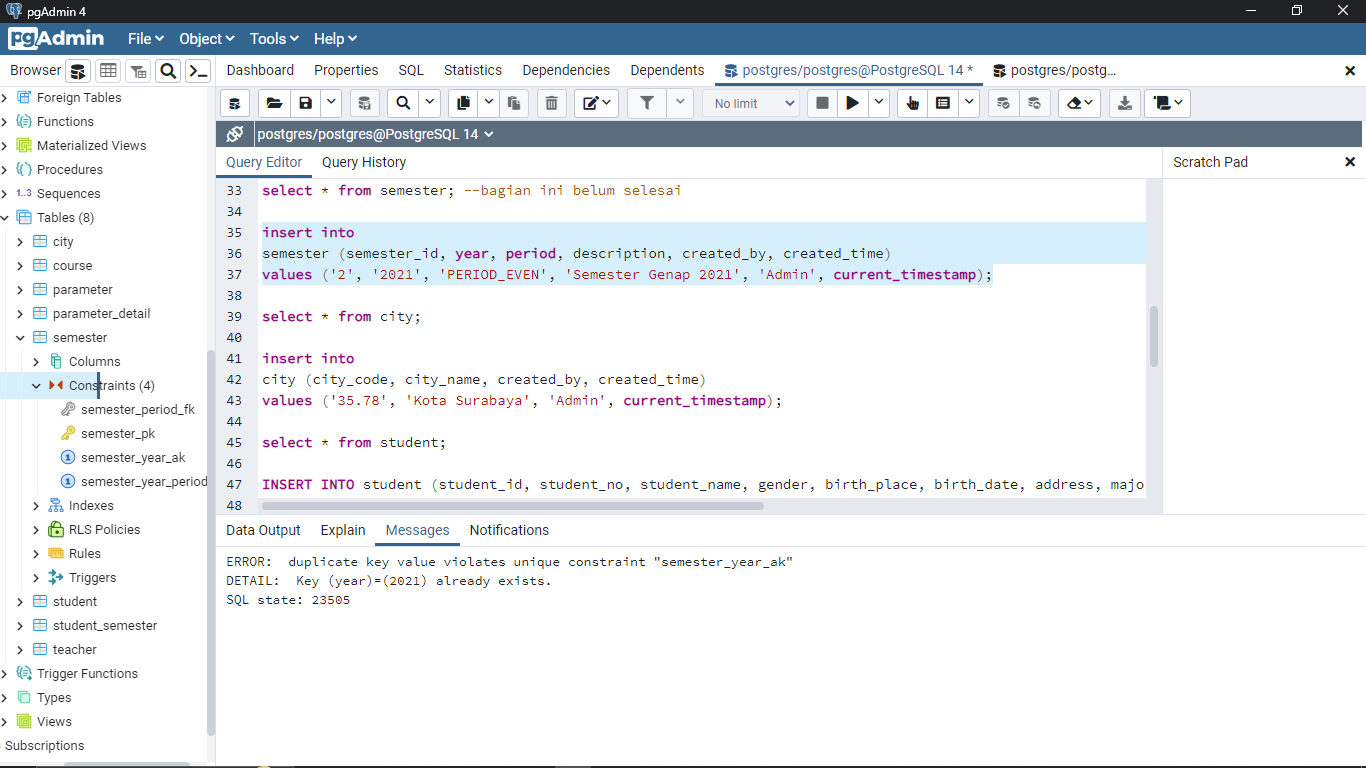 pgAdmin 4
pgAdmin File Object Tools Help
Browser
Dashboard Properties SQL Statistics Dependencies Dependents postgres/postgres@PostgreSQL 14 * postgres/postg...
No limit
postgres/postgres@PostgreSQL 14
Foreign Tables
Functions
Materialized Views
Procedures
1..3 Sequences
Tables (8)
city
course
parameter
parameter_detail
semester
Columns
Constraints (4)
semester_period_fk
semester_pk
1 semester_year_ak
1 semester_year_period
Indexes
RLS Policies
Rules
Triggers
student
student_semester
teacher
Trigger Functions
Types
Views
Subscriptions
Query Editor Query History
Scratch Pad
33 select * from semester; --bagian ini belum selesai
34
35 insert into
36 semester (semester_id, year, period, description, created_by, created_time)
37 values ('2', '2021', 'PERIOD_EVEN', 'Semester Genap 2021', 'Admin', current_timestamp);
38
39 select * from city;
40
41 insert into
42 city (city_code, city_name, created_by, created_time)
43 values ('35.78', 'Kota Surabaya', 'Admin', current_timestamp);
44
45 select * from student;
46
47 INSERT INTO student (student_id, student_no, student_name, gender, birth_place, birth_date, address, majo
48
Data Output Explain Messages Notifications
ERROR: duplicate key value violates unique constraint "semester_year_ak"
DETAIL: Key (year)=(2021) already exists.
SQL state: 23505